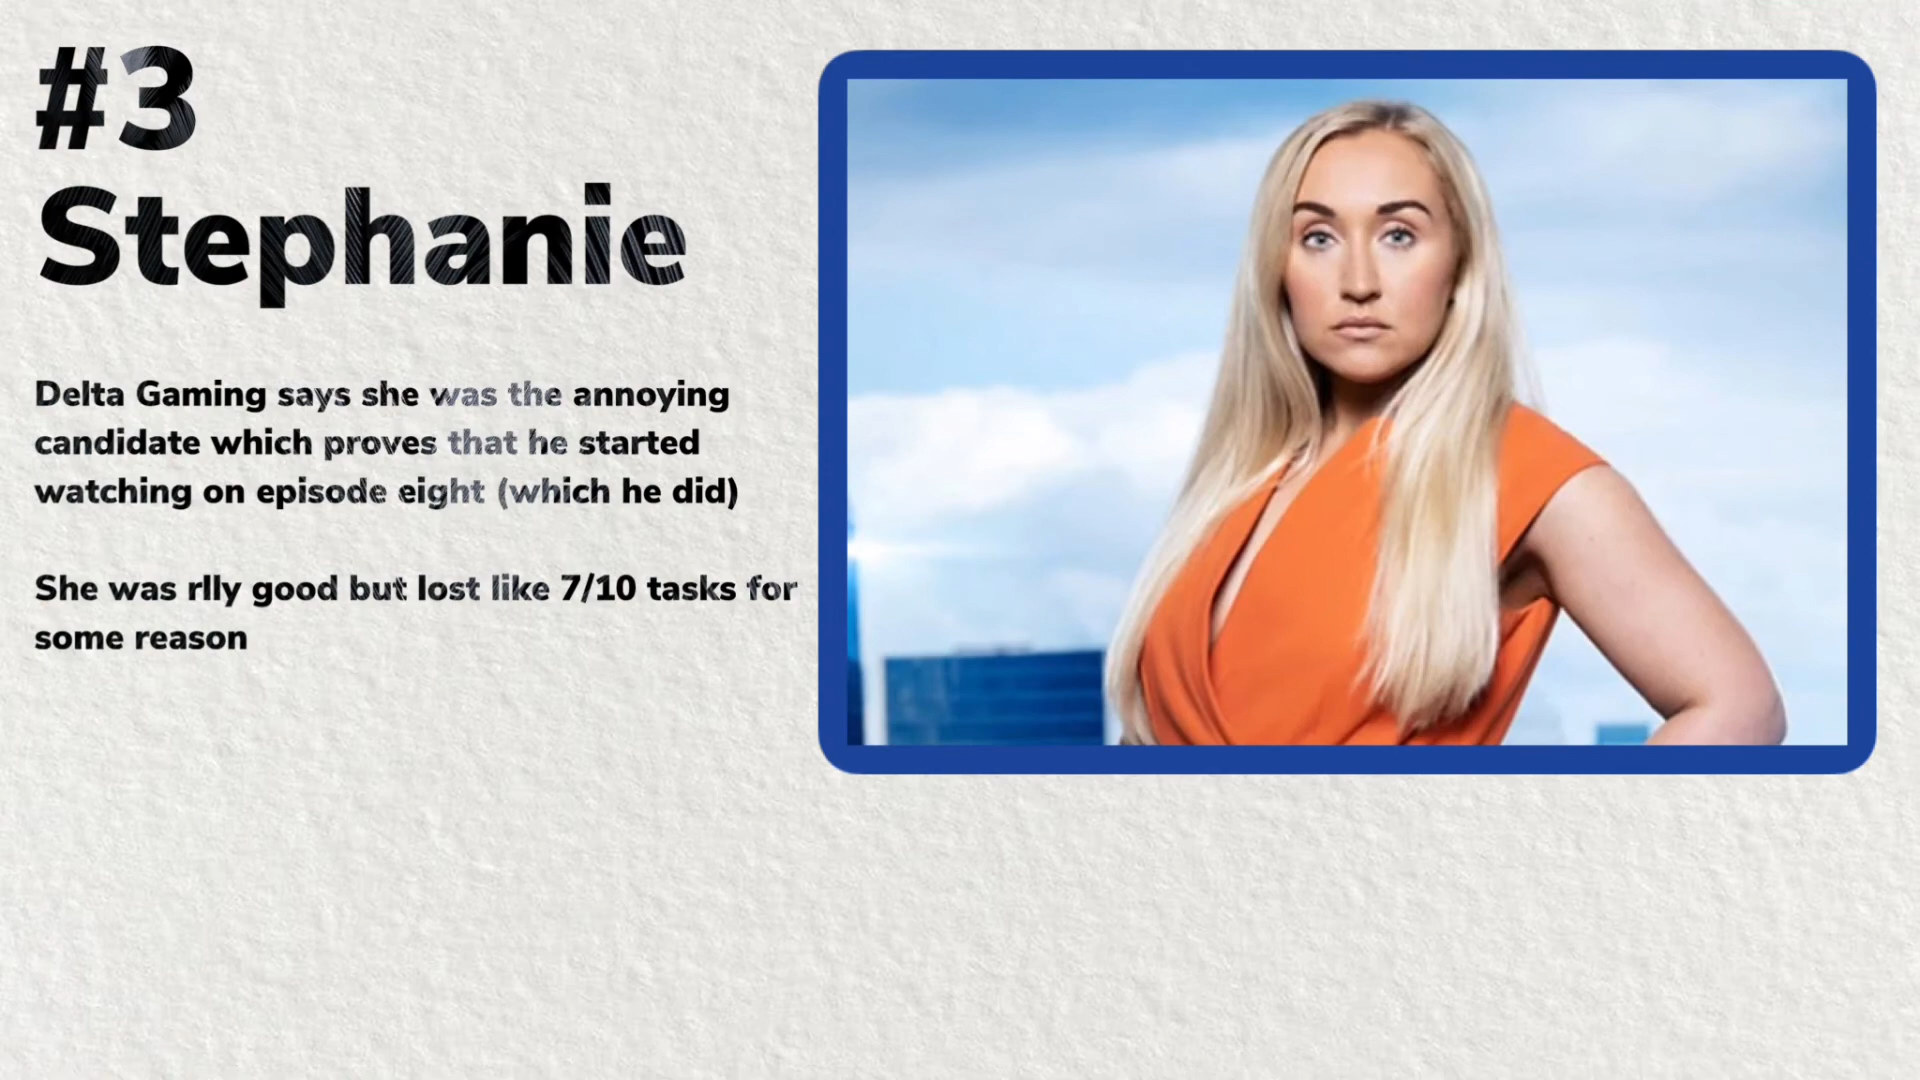 #3
Stephanie
Delta Gaming says she was the annoying
candidate which proves that he started
watching on episode eight (which he did)
She was rlly good but lost like 7/10 tasks for
some reason